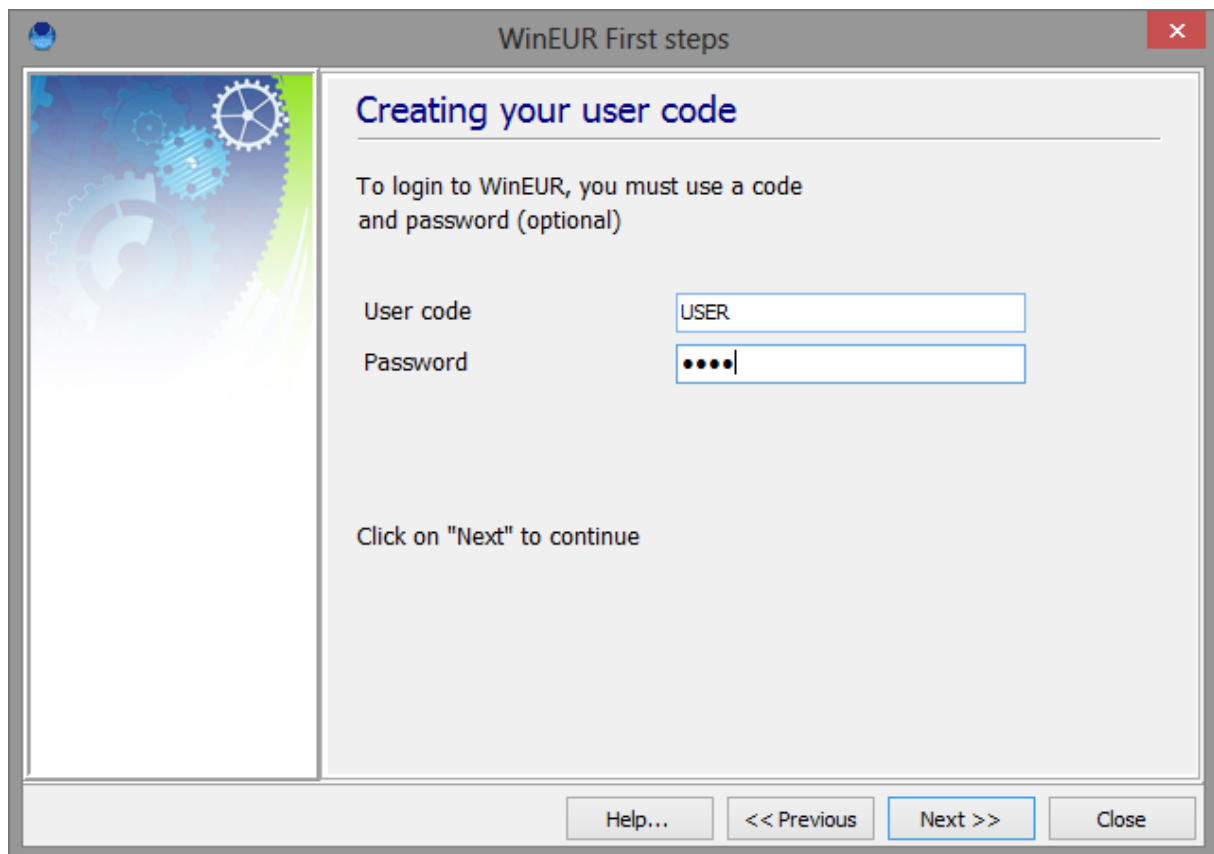 WinEUR First steps
Creating your user code
To login to WinEUR, you must use a code
and password (optional)
User code USER
Password ••••
Click on "Next" to continue
Help... << Previous Next >> Close